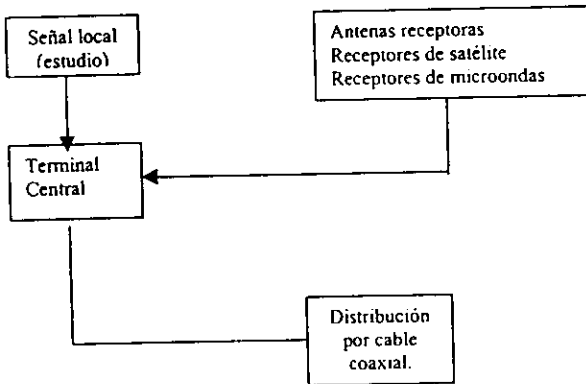 Señal local
(estudio)
Antenas receptoras
Receptores de satélite
Receptores de microondas
Terminal
Central
Distribución
por cable
coaxial.